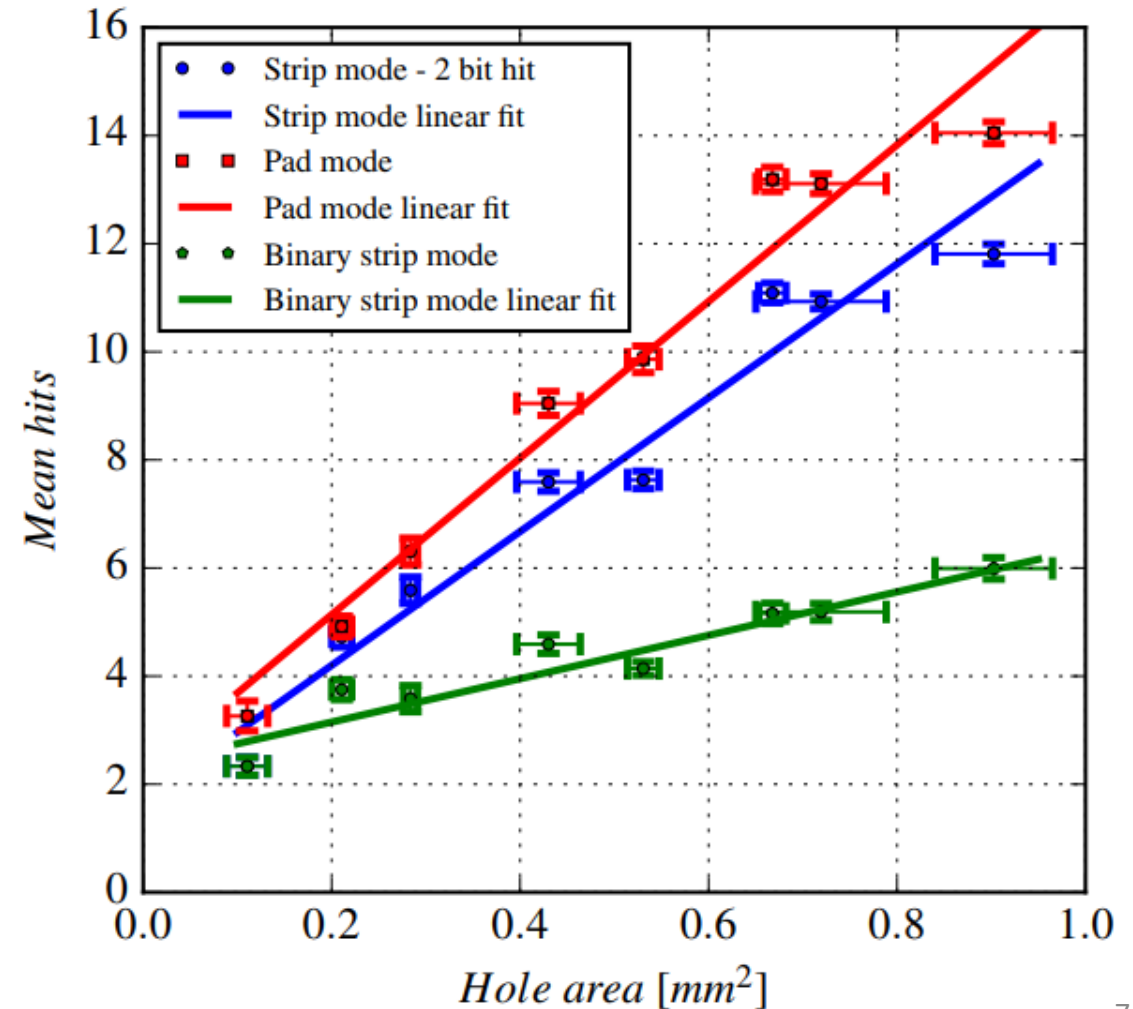 16
14
12
10
8
6
4
2
0
Mean hits
Strip mode - 2 bit hit
Strip mode linear fit
Pad mode
Pad mode linear fit
Binary strip mode
Binary strip mode linear fit
0.0 0.2 0.4 0.6 0.8 1.0
Hole area [mm²]
7